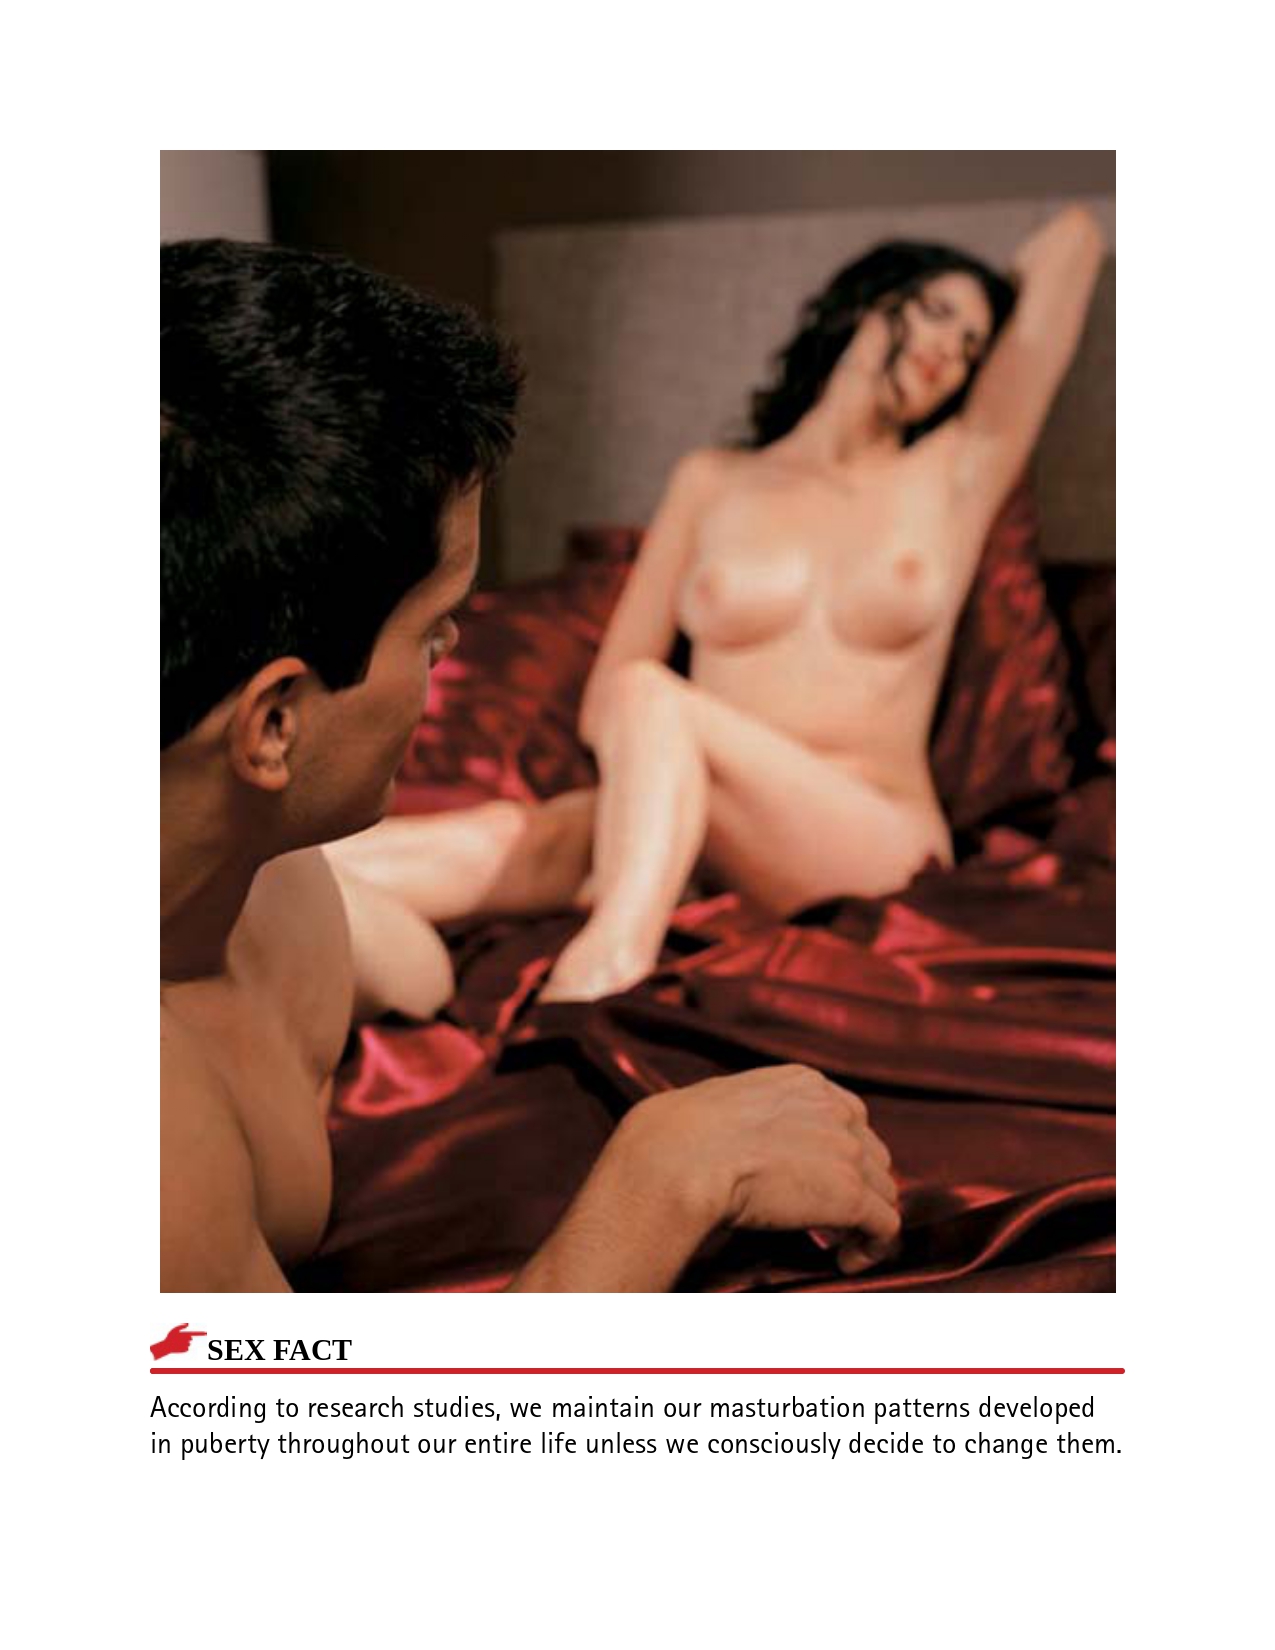 SEX FACT
According to research studies, we maintain our masturbation patterns developed
in puberty throughout our entire life unless we consciously decide to change them.